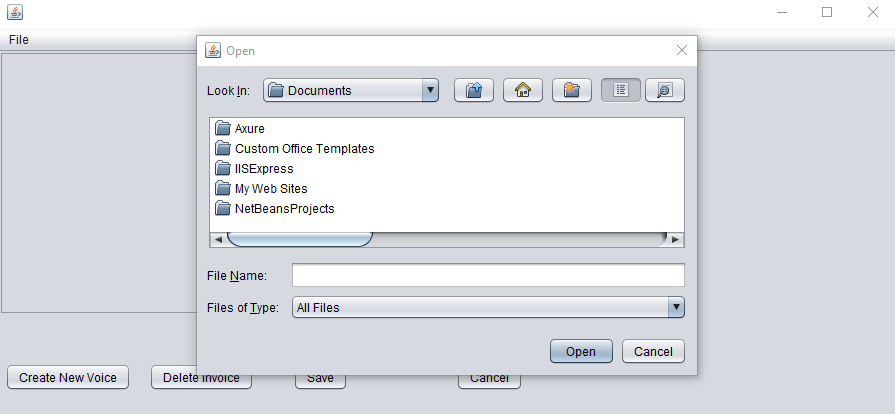 File
Open
Look In:
Documents
Axure
Custom Office Templates
IISExpress
My Web Sites
NetBeansProjects
File Name:
Files of Type:
All Files
Open
Cancel
Create New Voice
Delete Invoice
Save
Cancel